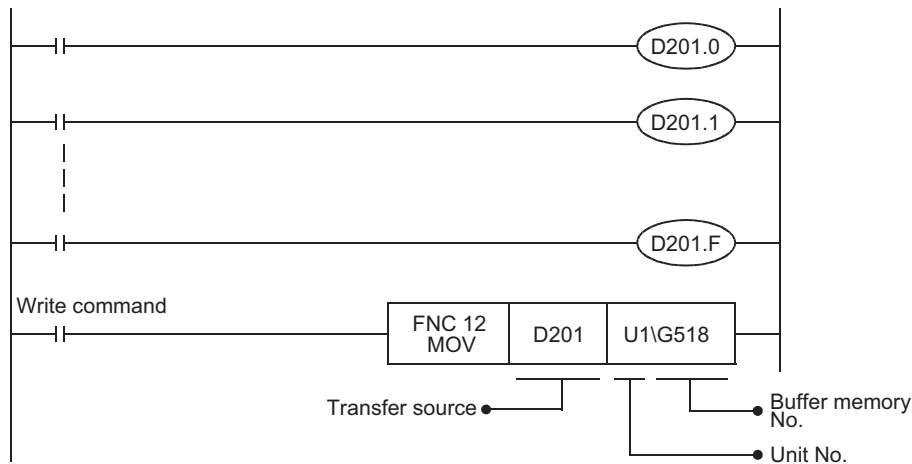 D201.0
D201.1
D201.F
Write command
FNC 12
MOV
D201
U1\G518
Transfer source
Buffer memory
No.
Unit No.